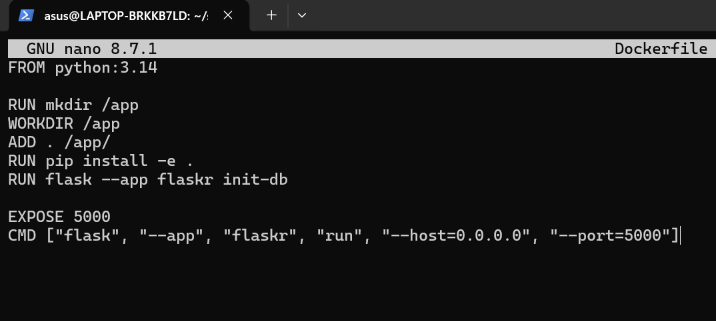 asus@LAPTOP-BRKKB7LD: ~/
GNU nano 8.7.1 Dockerfile
FROM python:3.14
RUN mkdir /app
WORKDIR /app
ADD . /app/
RUN pip install -e .
RUN flask --app flaskr init-db
EXPOSE 5000
CMD ["flask", "--app", "flaskr", "run", "--host=0.0.0.0", "--port=5000"]